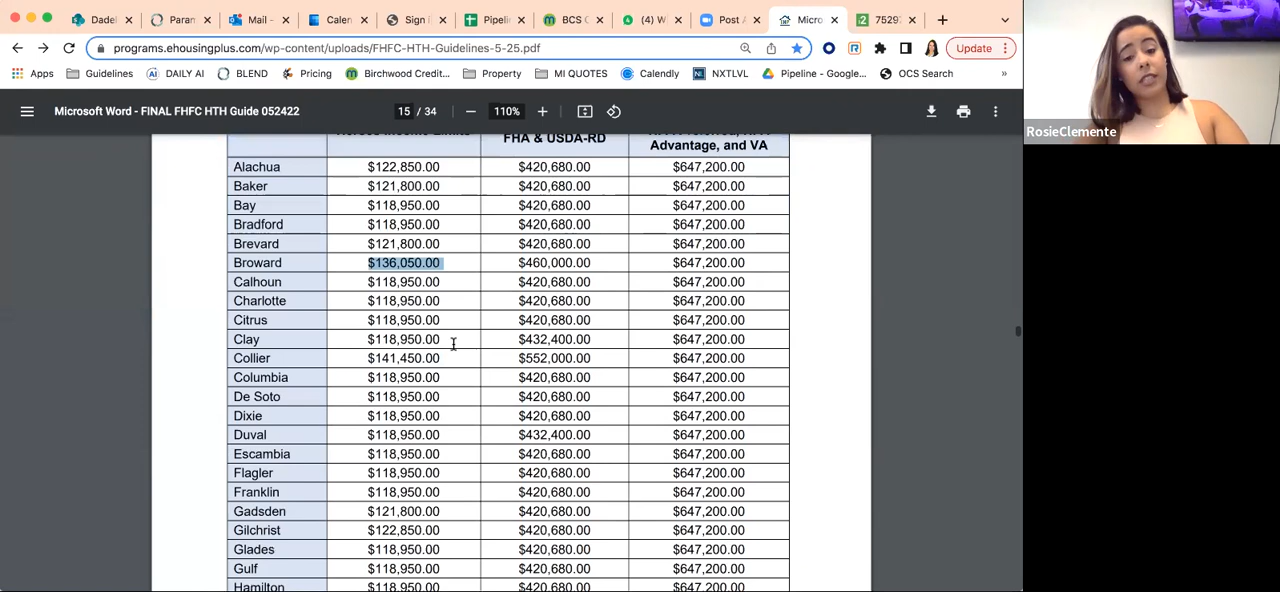 Dadel
Paran
Mail -
Calen
Sign i
Pipelin
BCS C
(4) W
Post A
Micro
7529
programs.ehousingplus.com/wp-content/uploads/FHFC-HTH-Guidelines-5-25.pdf
Update
Apps
Guidelines
DAILY AI
BLEND
Pricing
Birchwood Credit...
Property
MI QUOTES
Calendly
NXTLVL
Pipeline - Google...
OCS Search
»
Microsoft Word - FINAL FHFC HTH Guide 052422
15 / 34
110%
RosieClemente
FHA & USDA-RD
Advantage, and VA
Alachua $122,850.00 $420,680.00 $647,200.00
Baker $121,800.00 $420,680.00 $647,200.00
Bay $118,950.00 $420,680.00 $647,200.00
Bradford $118,950.00 $420,680.00 $647,200.00
Brevard $121,800.00 $420,680.00 $647,200.00
Broward $136,050.00 $460,000.00 $647,200.00
Calhoun $118,950.00 $420,680.00 $647,200.00
Charlotte $118,950.00 $420,680.00 $647,200.00
Citrus $118,950.00 $420,680.00 $647,200.00
Clay $118,950.00 $432,400.00 $647,200.00
Collier $141,450.00 $552,000.00 $647,200.00
Columbia $118,950.00 $420,680.00 $647,200.00
De Soto $118,950.00 $420,680.00 $647,200.00
Dixie $118,950.00 $420,680.00 $647,200.00
Duval $118,950.00 $432,400.00 $647,200.00
Escambia $118,950.00 $420,680.00 $647,200.00
Flagler $118,950.00 $420,680.00 $647,200.00
Franklin $118,950.00 $420,680.00 $647,200.00
Gadsden $121,800.00 $420,680.00 $647,200.00
Gilchrist $122,850.00 $420,680.00 $647,200.00
Glades $118,950.00 $420,680.00 $647,200.00
Gulf $118,950.00 $420,680.00 $647,200.00
Hamilton $118,950.00 $420,680.00 $647,200.00